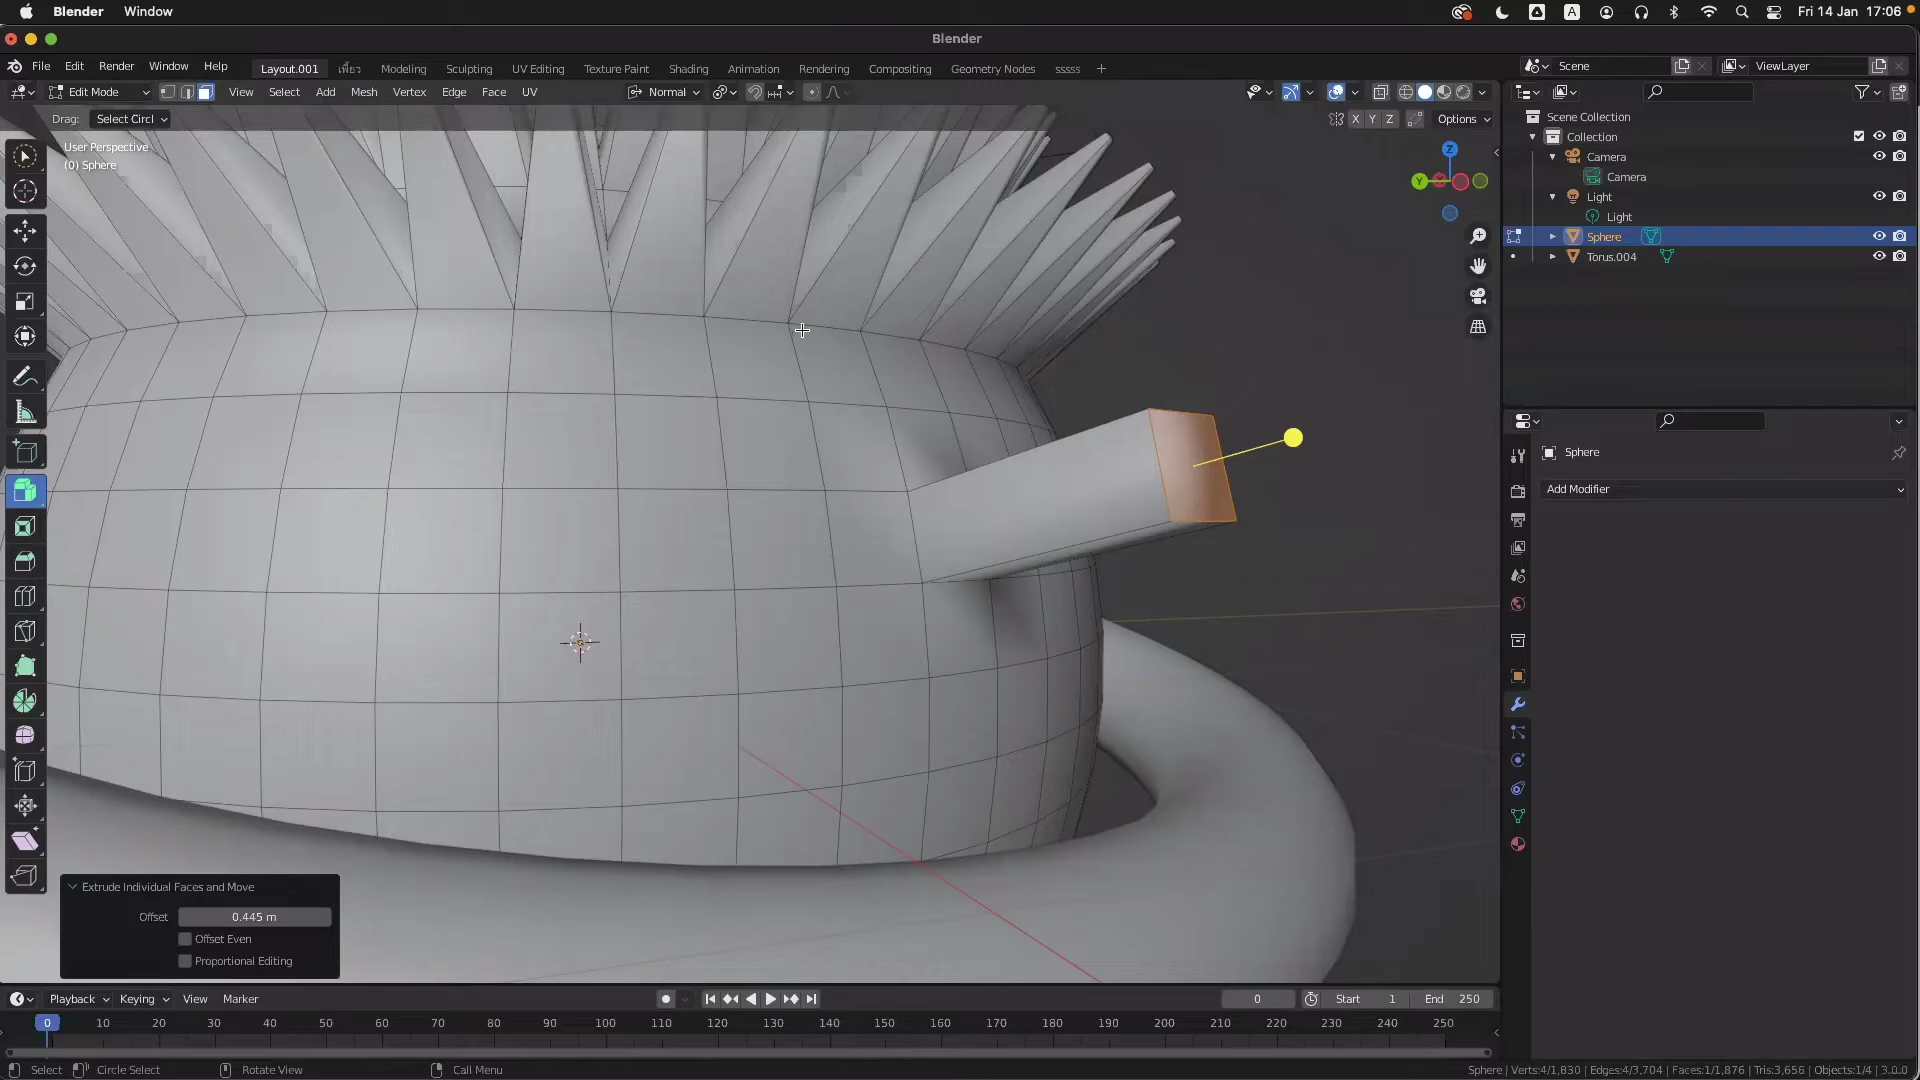 Blender Window Fri 14 Jan 17:06
Blender
File Edit Render Window Help Layout.001 เพี้ยว Modeling Sculpting UV Editing Texture Paint Shading Animation Rendering Compositing Geometry Nodes sssss + Scene ViewLayer
Edit Mode View Select Add Mesh Vertex Edge Face UV Normal
Drag: Select Circl X Y Z Options
User Perspective
(0) Sphere
Z
Y
Scene Collection
Collection
Camera
Camera
Light
Light
Sphere
Torus.004
Sphere
Add Modifier
Extrude Individual Faces and Move
Offset 0.445 m
Offset Even
Proportional Editing
Playback Keying View Marker 0 Start 1 End 250
0 10 20 30 40 50 60 70 80 90 100 110 120 130 140 150 160 170 180 190 200 210 220 230 240 250
Select Circle Select Rotate View Call Menu Sphere | Verts:4/1,830 | Edges:4/3,704 | Faces:1/1,876 | Tris:3,656 | Objects:1/4 | 3.0.0